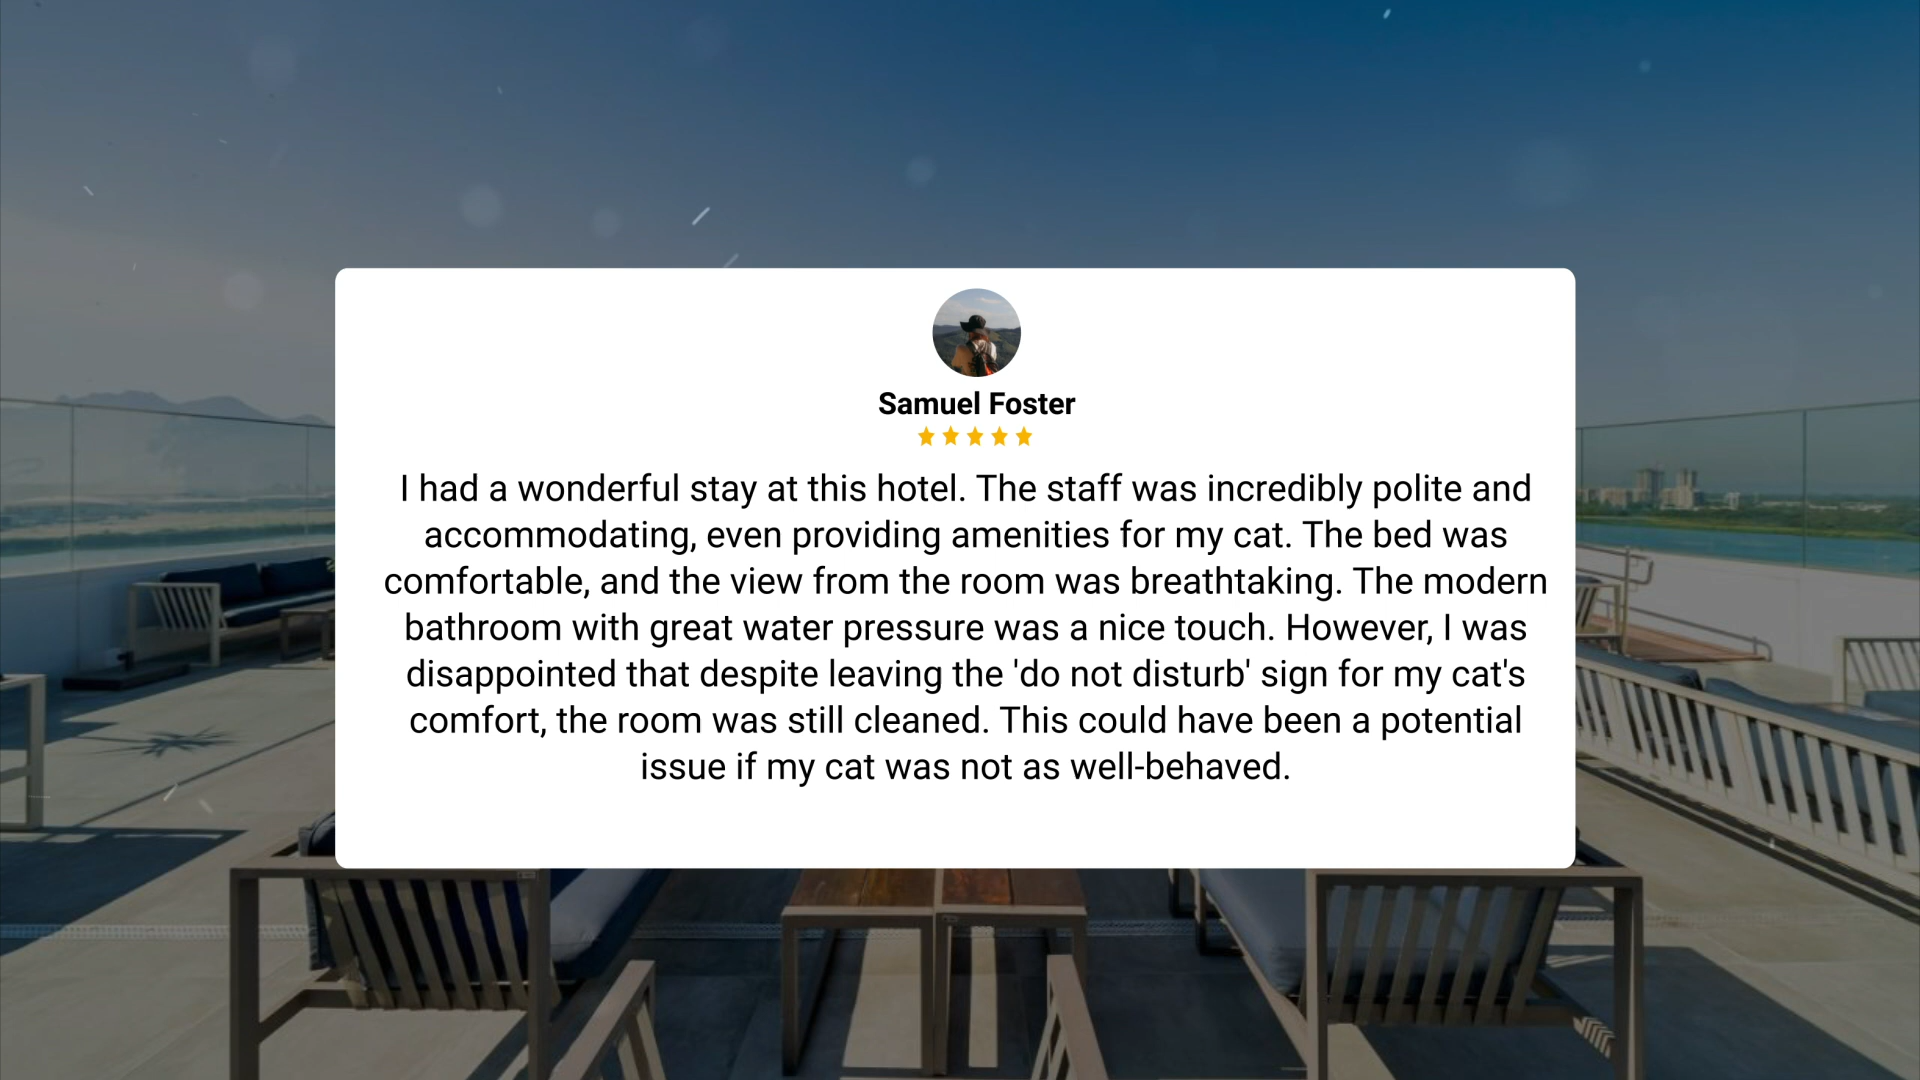 Samuel Foster
I had a wonderful stay at this hotel. The staff was incredibly polite and
accommodating, even providing amenities for my cat. The bed was
comfortable, and the view from the room was breathtaking. The modern
bathroom with great water pressure was a nice touch. However, I was
disappointed that despite leaving the 'do not disturb' sign for my cat's
comfort, the room was still cleaned. This could have been a potential
issue if my cat was not as well-behaved.